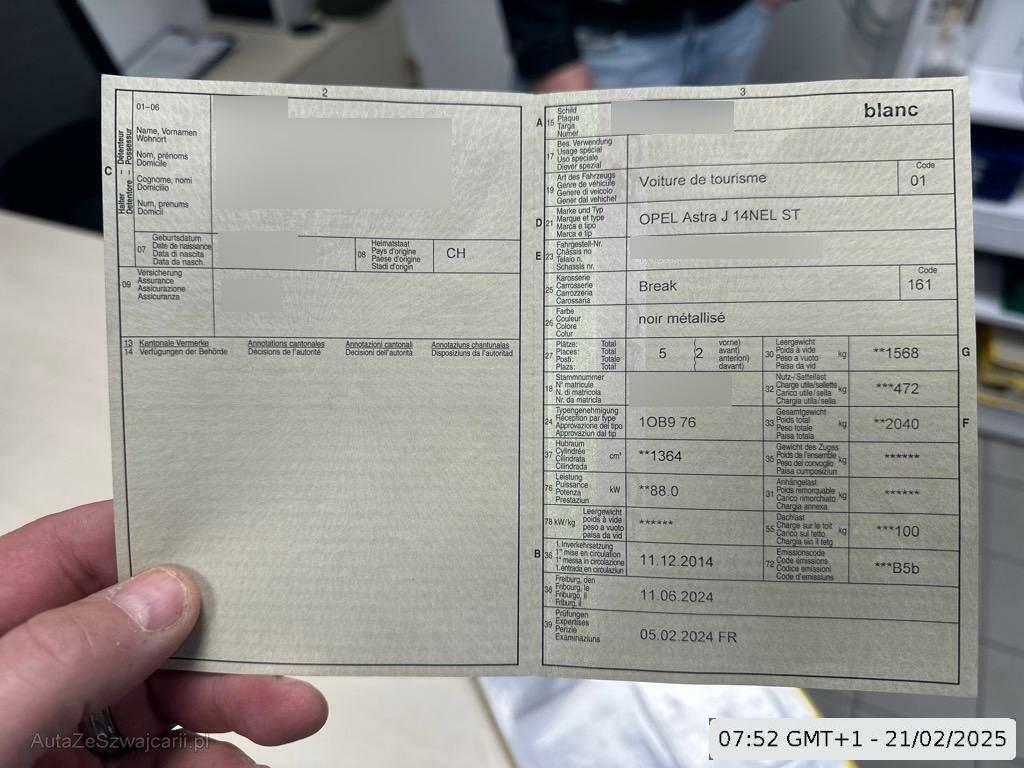 2
01–06
C
Halter – Détenteur
Detentore – Possessur
Name, Vornamen
Wohnort
Nom, prénoms
Domicile
Cognome, nomi
Domicilio
Num, prenums
Domicil
07
Geburtsdatum
Date de naissance
Data di nascita
Data da nasch.
08
Heimatstaat
Pays d'origine
Paese d'origine
Stadi d'origin
CH
09
Versicherung
Assurance
Assicurazione
Assicuranza
13 Kantonale Vermerke Annotations cantonales Annotazioni cantonali Annotaziuns chantunalas
14 Verfügungen der Behörde Décisions de l'autorité Decisioni dell'autorità Disposiziuns da l'autoritad
3
A 15
Schild
Plaque
Targa
Numer
blanc
17
Bes. Verwendung
Usage spécial
Uso speciale
Diever spezial
19
Art des Fahrzeugs
Genre de véhicule
Genere di veicolo
Gener dal vehichel
Voiture de tourisme
Code
01
D 21
Marke und Typ
Marque et type
Marca e tipo
Marca e tip
OPEL Astra J 14NEL ST
E 23
Fahrgestell-Nr.
Châssis no
Telaio n.
Schassis nr.
25
Karosserie
Carrosserie
Carrozzeria
Carossaria
Break
Code
161
26
Farbe
Couleur
Colore
Colur
noir métallisé
27
Plätze: Total
Places: Total
Posti: Totale
Plazs: Total
5 (2
vorne)
avant)
anteriori)
davant)
30
Leergewicht
Poids à vide
Peso a vuoto
Paisa da vid
kg
**1568
G
18
Stammnummer
N° matricule
N. di matricola
Nr. da matricla
32
Nutz-/Sattellast
Charge utile/sellette
Carico utile/sella
Chargia utila/sella
kg
***472
24
Typengenehmigung
Réception par type
Approvazione del tipo
Approvaziun dal tip
1OB9 76
33
Gesamtgewicht
Poids total
Peso totale
Paisa totala
kg
**2040
F
37
Hubraum
Cylindrée
Cilindrata
Cilindrada
cm³
**1364
35
Gewicht des Zuges
Poids de l'ensemble
Peso del convoglio
Paisa cumposiziun
kg
******
76
Leistung
Puissance
Potenza
Prestaziun
kW
**88.0
31
Anhängelast
Poids remorquable
Carico rimorchiato
Chargia annexa
kg
******
78 kW/kg
Leergewicht
poids à vide
peso a vuoto
paisa da vid
******
55
Dachlast
Charge sur le toit
Carico sul tetto
Chargia sin il tetg
kg
***100
B 36
1. Inverkehrsetzung
1re mise en circulation
1a messa in circolazione
1. entrada en circulaziun
11.12.2014
72
Emissionscode
Code émissions
Codice emissioni
Code d'emissiuns
***B5b
38
Freiburg, den
Fribourg, le
Friburgo, il
Friburg, il
11.06.2024
39
Prüfungen
Expertises
Perizie
Examinaziuns
05.02.2024 FR
AutaZeSzwajcarii.pl
07:52 GMT+1 - 21/02/2025